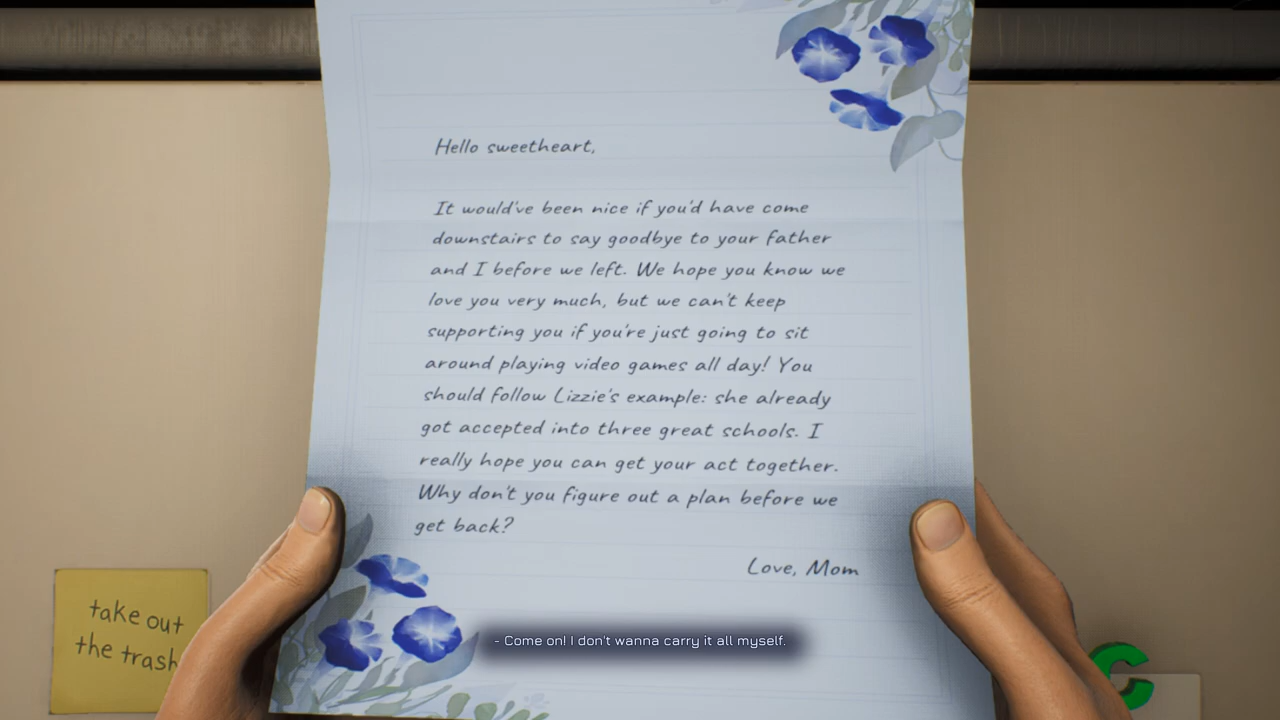 Hello sweetheart,
It would've been nice if you'd have come
downstairs to say goodbye to your father
and I before we left. We hope you know we
love you very much, but we can't keep
supporting you if you're just going to sit
around playing video games all day! You
should follow Lizzie's example: she already
got accepted into three great schools. I
really hope you can get your act together.
Why don't you figure out a plan before we
get back?
Love, Mom
take out
the trash
- Come on! I don't wanna carry it all myself.
C